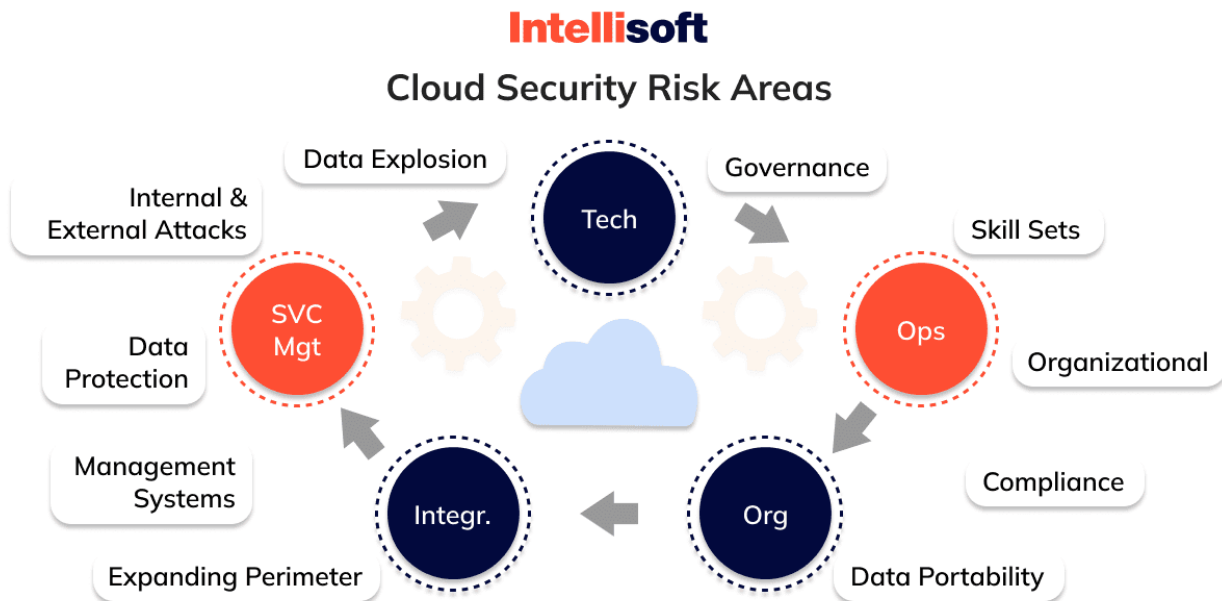 Intellisoft
Cloud Security Risk Areas
Data Explosion
Governance
Internal &
External Attacks
Tech
Skill Sets
SVC
Mgt
Ops
Data
Protection
Organizational
Management
Systems
Compliance
Integr.
Org
Expanding Perimeter
Data Portability